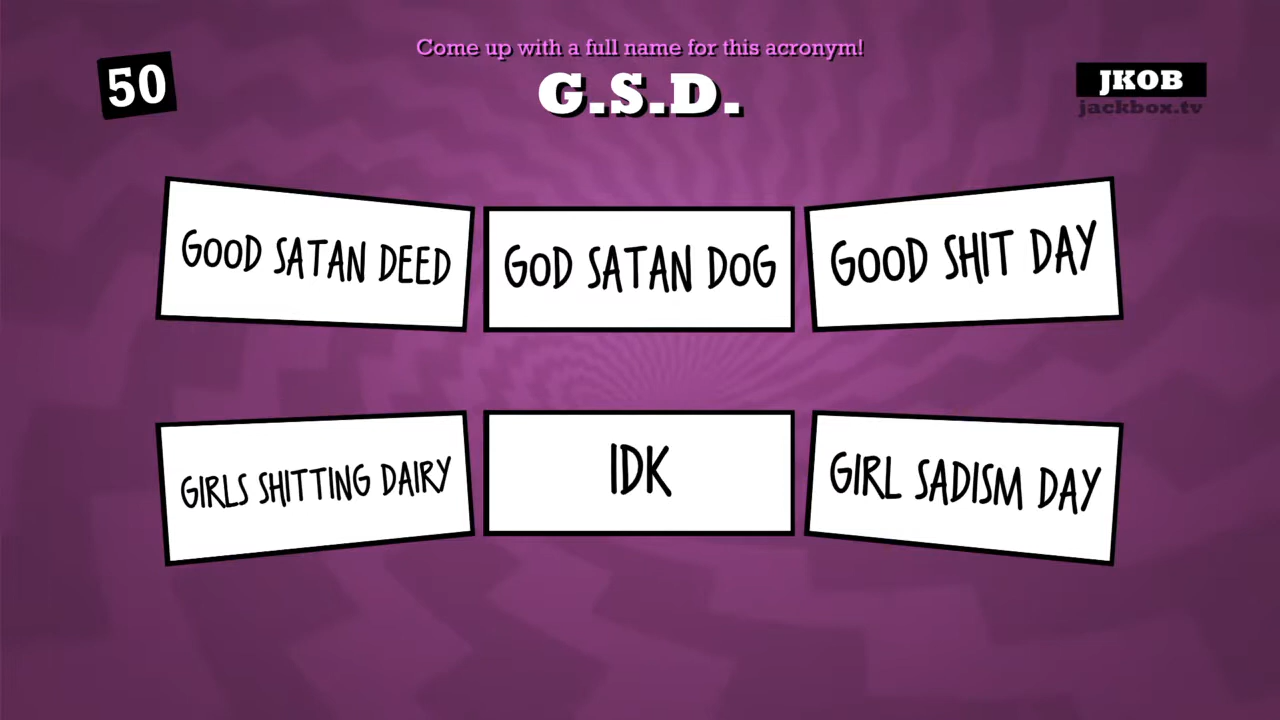 Come up with a full name for this acronym!
50
G.S.D.
JKOB
jackbox.tv
GOOD SATAN DEED
GOD SATAN DOG
GOOD SHIT DAY
GIRLS SHITTING DAIRY
IDK
GIRL SADISM DAY